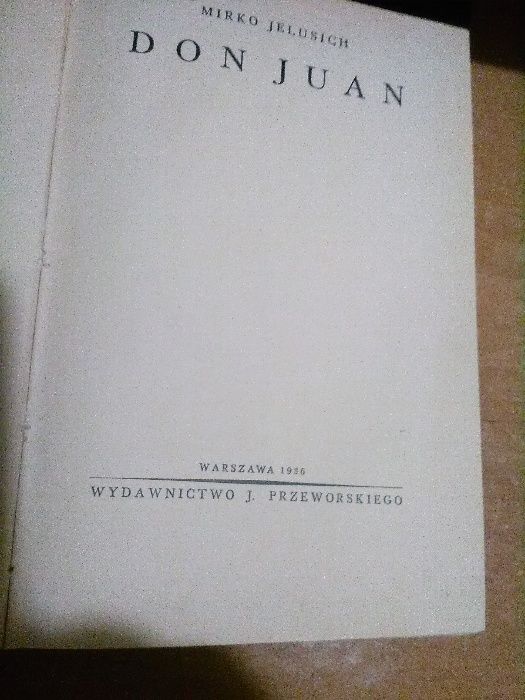 MIRKO JELUSICH
DON JUAN
WARSZAWA 1936
WYDAWNICTWO J. PRZEWORSKIEGO